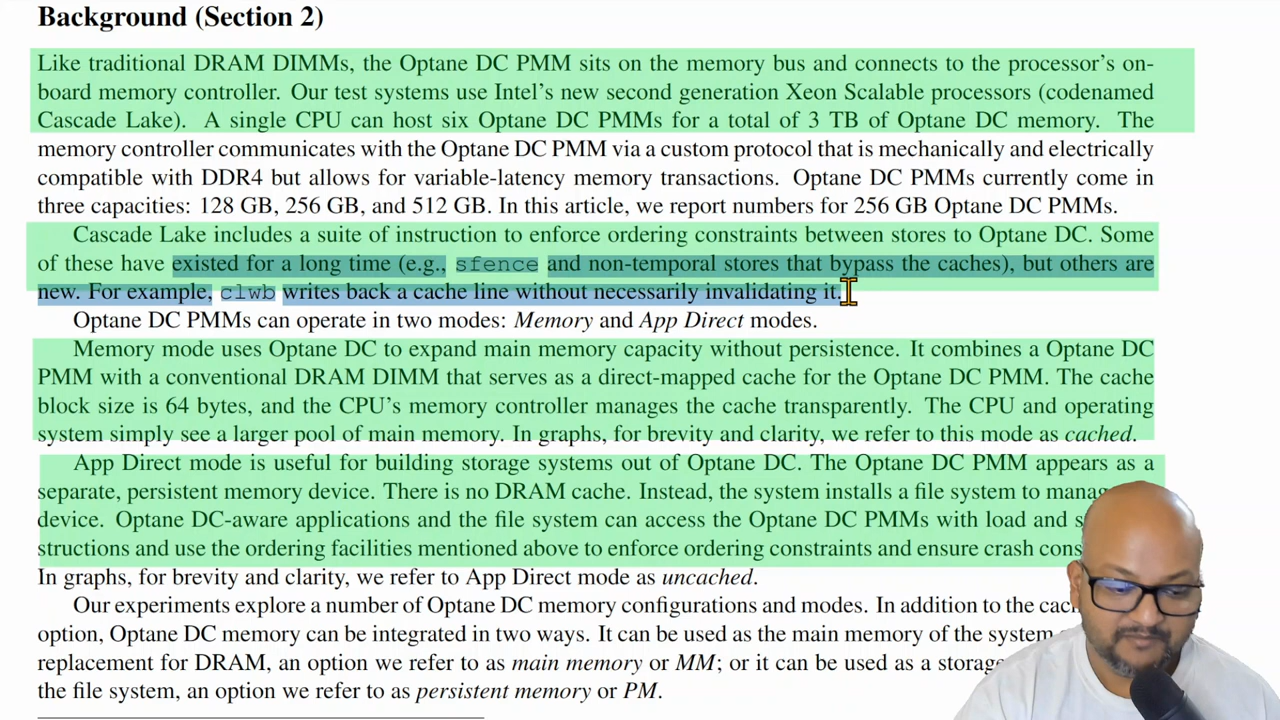 Background (Section 2)
Like traditional DRAM DIMMs, the Optane DC PMM sits on the memory bus and connects to the processor's on-
board memory controller. Our test systems use Intel's new second generation Xeon Scalable processors (codenamed
Cascade Lake). A single CPU can host six Optane DC PMMs for a total of 3 TB of Optane DC memory. The
memory controller communicates with the Optane DC PMM via a custom protocol that is mechanically and electrically
compatible with DDR4 but allows for variable-latency memory transactions. Optane DC PMMs currently come in
three capacities: 128 GB, 256 GB, and 512 GB. In this article, we report numbers for 256 GB Optane DC PMMs.
Cascade Lake includes a suite of instruction to enforce ordering constraints between stores to Optane DC. Some
of these have existed for a long time (e.g., sfence and non-temporal stores that bypass the caches), but others are
new. For example, clwb writes back a cache line without necessarily invalidating it.
Optane DC PMMs can operate in two modes: Memory and App Direct modes.
Memory mode uses Optane DC to expand main memory capacity without persistence. It combines a Optane DC
PMM with a conventional DRAM DIMM that serves as a direct-mapped cache for the Optane DC PMM. The cache
block size is 64 bytes, and the CPU's memory controller manages the cache transparently. The CPU and operating
system simply see a larger pool of main memory. In graphs, for brevity and clarity, we refer to this mode as cached.
App Direct mode is useful for building storage systems out of Optane DC. The Optane DC PMM appears as a
separate, persistent memory device. There is no DRAM cache. Instead, the system installs a file system to
device. Optane DC-aware applications and the file system can access the Optane DC PMMs with load and
structions and use the ordering facilities mentioned above to enforce ordering constraints and ensure crash
In graphs, for brevity and clarity, we refer to App Direct mode as uncached.
Our experiments explore a number of Optane DC memory configurations and modes. In addition to the
option, Optane DC memory can be integrated in two ways. It can be used as the main memory of the system
replacement for DRAM, an option we refer to as main memory or MM; or it can be used as a
the file system, an option we refer to as persistent memory or PM.